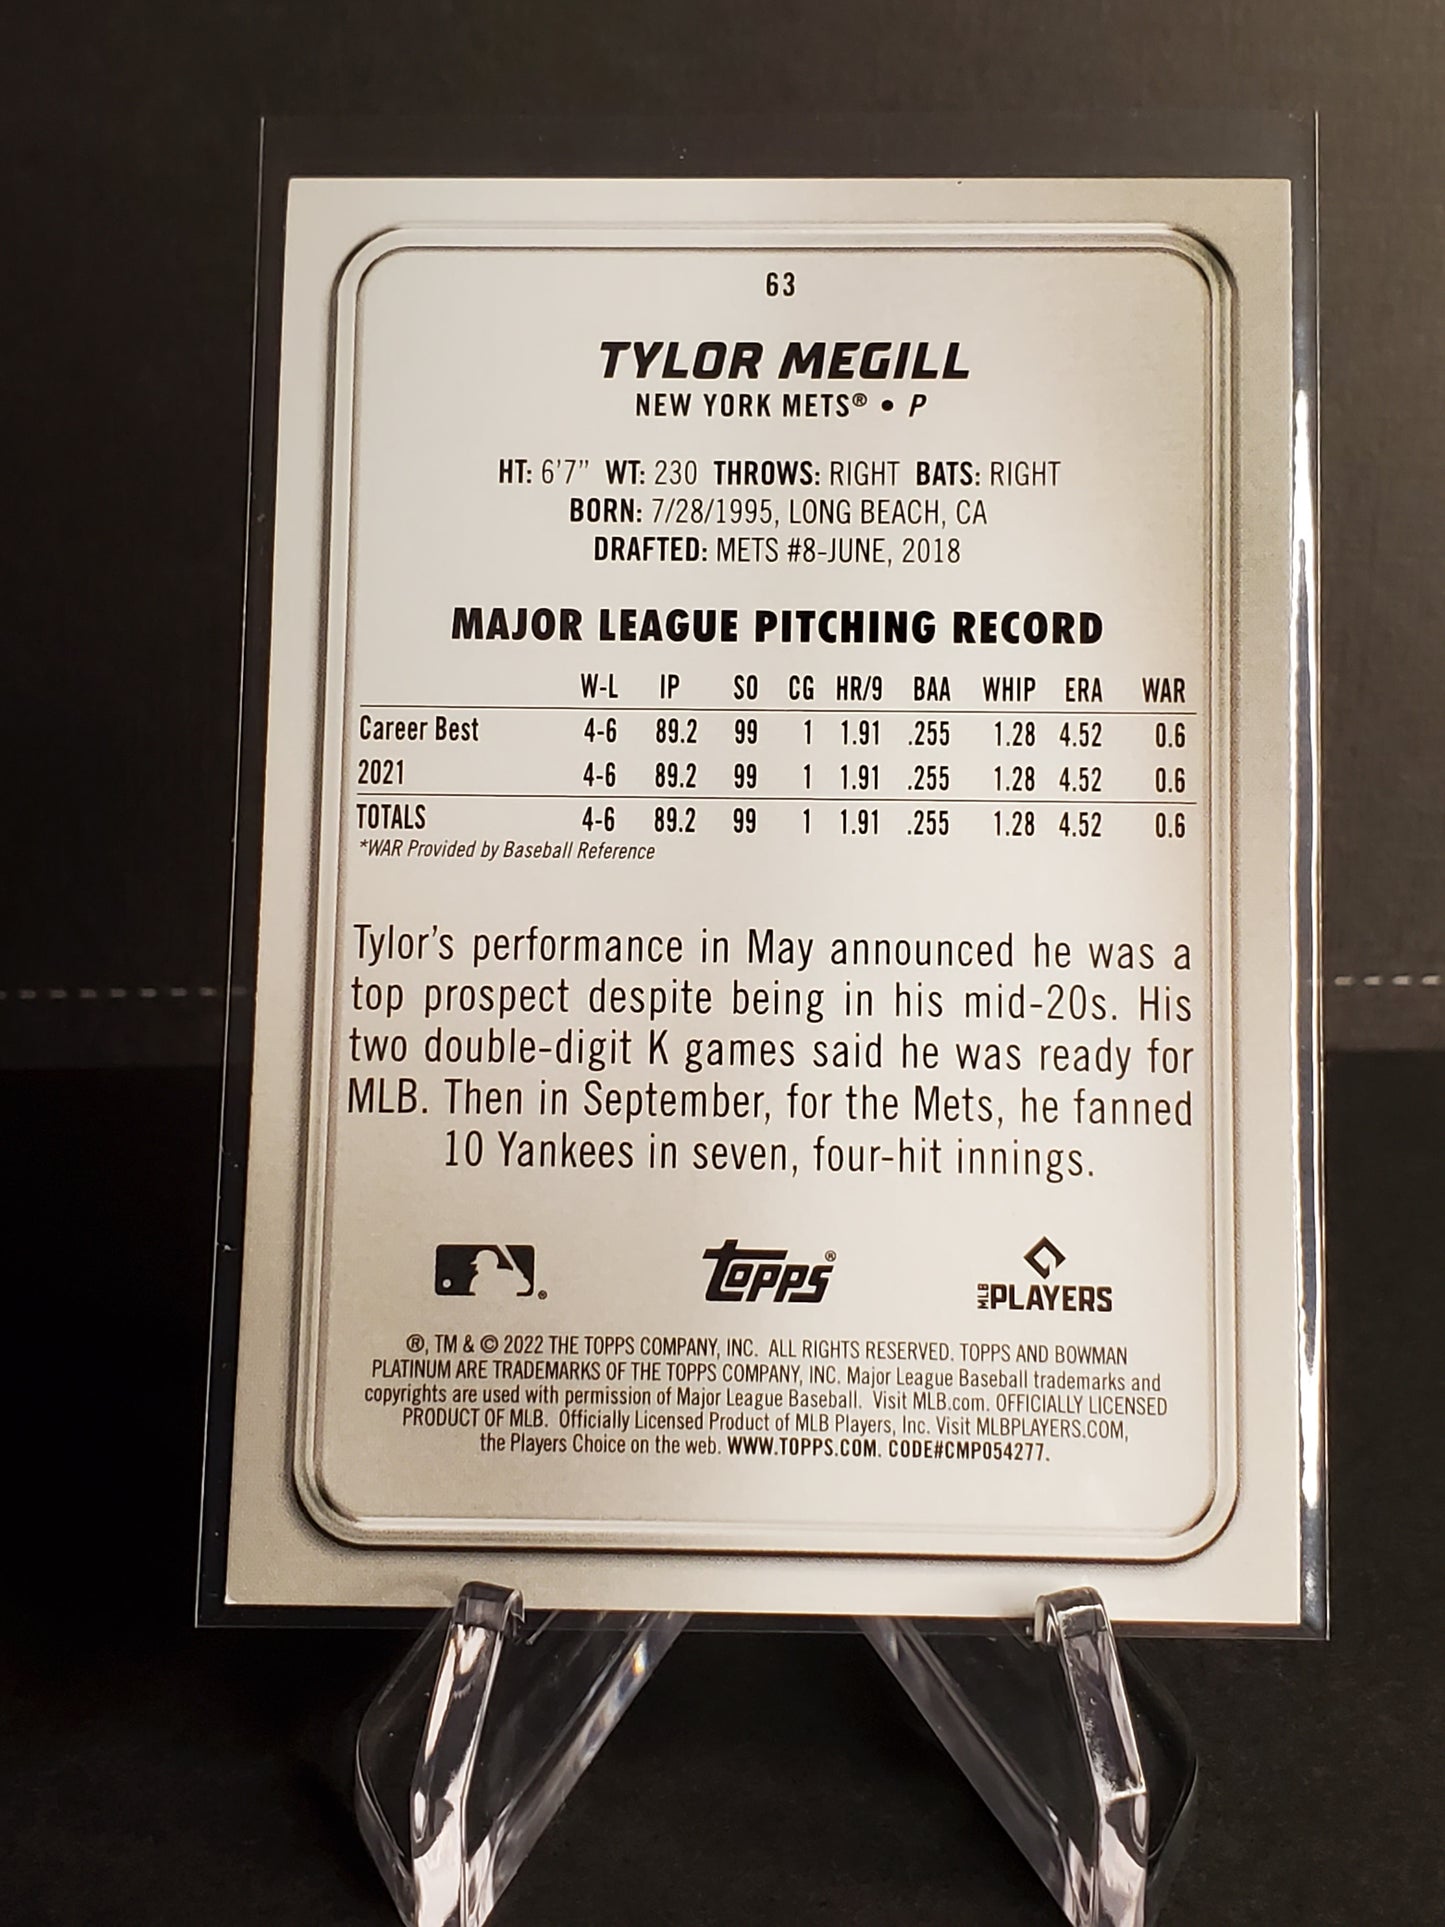 63
TYLOR MEGILL
NEW YORK METS® • P
HT: 6'7” WT: 230 THROWS: RIGHT BATS: RIGHT
BORN: 7/28/1995, LONG BEACH, CA
DRAFTED: METS #8-JUNE, 2018
MAJOR LEAGUE PITCHING RECORD
W-L IP SO CG HR/9 BAA WHIP ERA WAR
Career Best 4-6 89.2 99 1 1.91 .255 1.28 4.52 0.6
2021 4-6 89.2 99 1 1.91 .255 1.28 4.52 0.6
TOTALS 4-6 89.2 99 1 1.91 .255 1.28 4.52 0.6
*WAR Provided by Baseball Reference
Tylor's performance in May announced he was a
top prospect despite being in his mid-20s. His
two double-digit K games said he was ready for
MLB. Then in September, for the Mets, he fanned
10 Yankees in seven, four-hit innings.
® TOPPS® MLB PLAYERS
®, TM & © 2022 THE TOPPS COMPANY, INC. ALL RIGHTS RESERVED. TOPPS AND BOWMAN
PLATINUM ARE TRADEMARKS OF THE TOPPS COMPANY, INC. Major League Baseball trademarks and
copyrights are used with permission of Major League Baseball. Visit MLB.com. OFFICIALLY LICENSED
PRODUCT OF MLB. Officially Licensed Product of MLB Players, Inc. Visit MLBPLAYERS.COM,
the Players Choice on the web. WWW.TOPPS.COM. CODE#CMP054277.